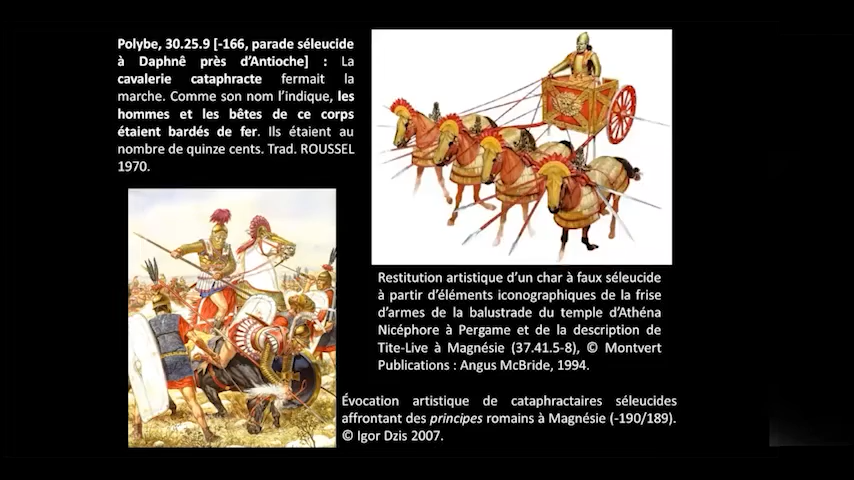 Polybe, 30.25.9 [-166, parade séleucide
à Daphnê près d’Antioche] : La
cavalerie cataphracte fermait la
marche. Comme son nom l’indique, les
hommes et les bêtes de ce corps
étaient bardés de fer. Ils étaient au
nombre de quinze cents. Trad. ROUSSEL
1970.
Restitution artistique d’un char à faux séleucide
à partir d’éléments iconographiques de la frise
d’armes de la balustrade du temple d’Athéna
Nicéphore à Pergame et de la description de
Tite-Live à Magnésie (37.41.5-8), © Montvert
Publications : Angus McBride, 1994.
Évocation artistique de cataphractaires séleucides
affrontant des principes romains à Magnésie (-190/189).
© Igor Dzis 2007.